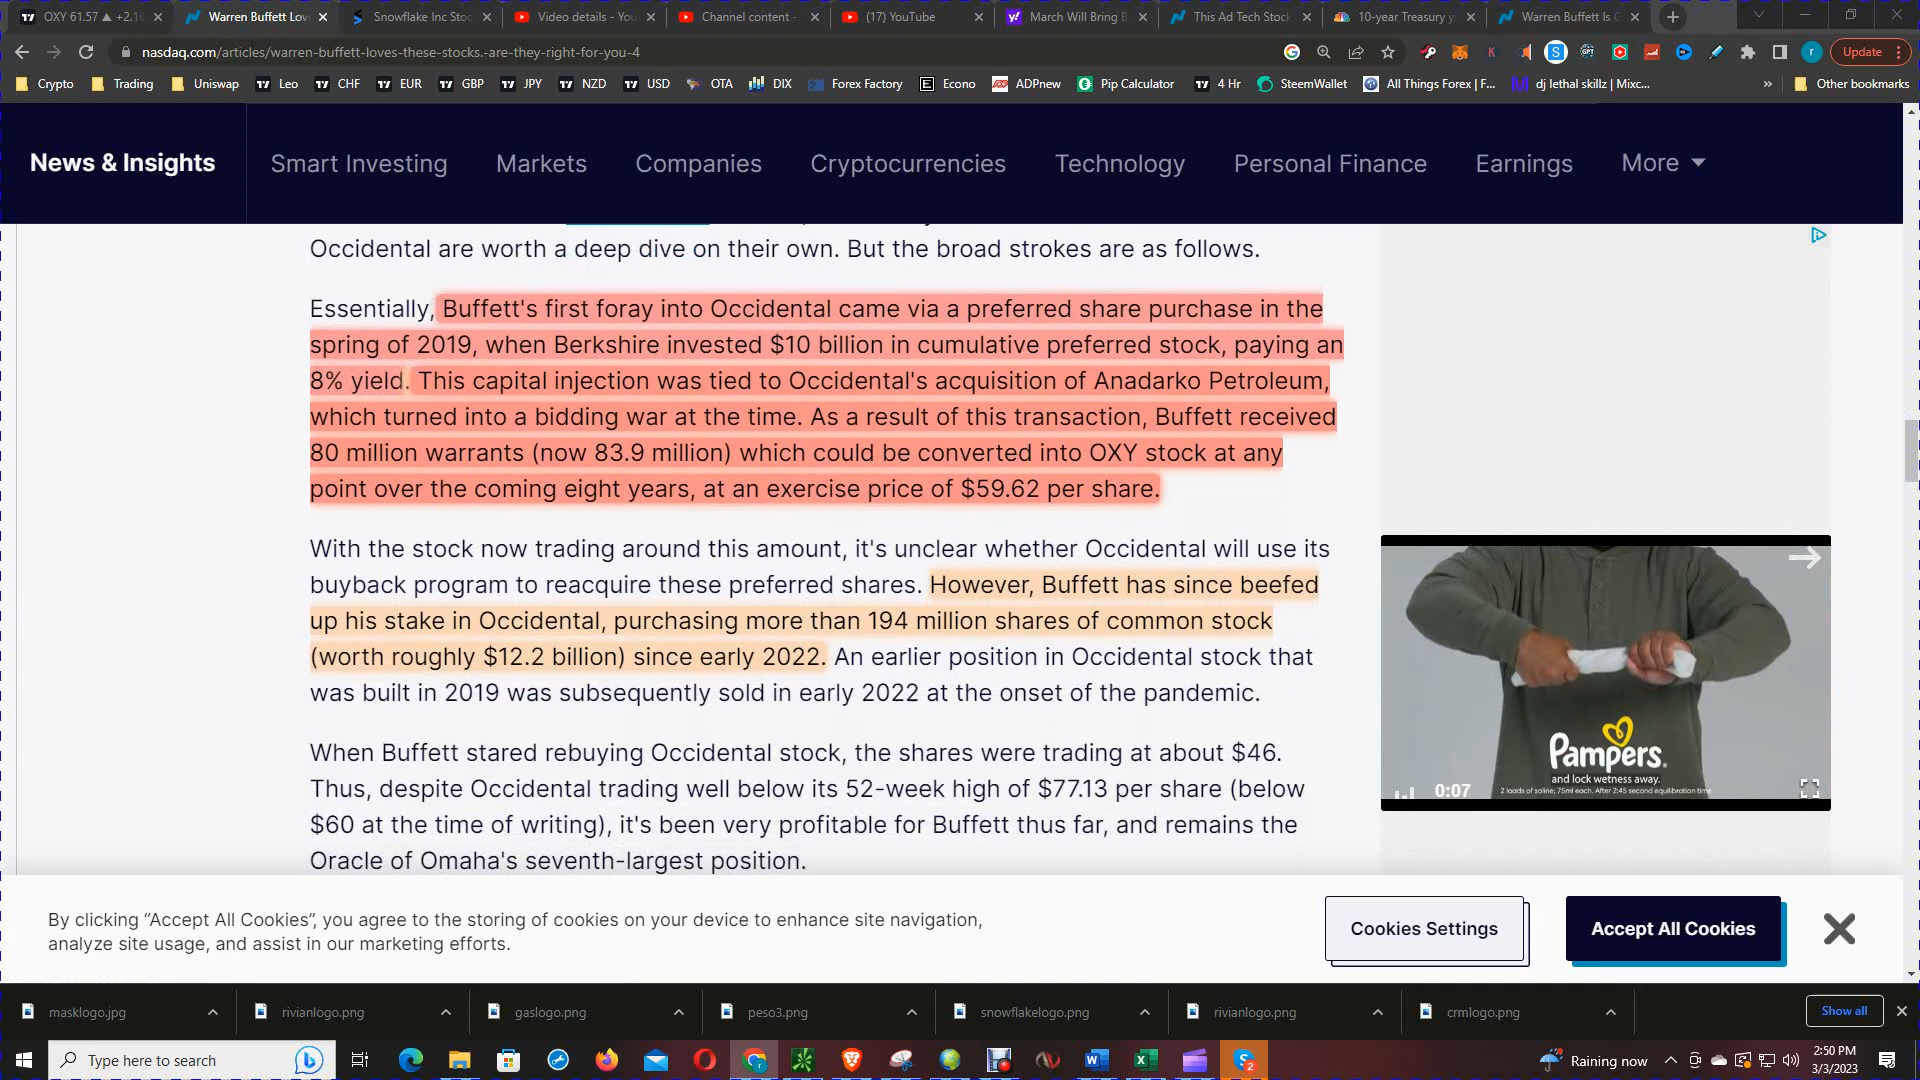 OXY 61.57 ▲ +2.1
Warren Buffett Lov
Snowflake Inc Stoc
Video details - You
Channel content -
(17) YouTube
March Will Bring B
This Ad Tech Stock
10-year Treasury y
Warren Buffett Is G
nasdaq.com/articles/warren-buffett-loves-these-stocks.-are-they-right-for-you-4
Update
Crypto
Trading
Uniswap
Leo
CHF
EUR
GBP
JPY
NZD
USD
OTA
DIX
Forex Factory
Econo
ADPnew
Pip Calculator
4 Hr
SteemWallet
All Things Forex | F...
dj lethal skillz | Mixc...
»
Other bookmarks
News & Insights
Smart Investing
Markets
Companies
Cryptocurrencies
Technology
Personal Finance
Earnings
More
Occidental are worth a deep dive on their own. But the broad strokes are as follows.
Essentially, Buffett's first foray into Occidental came via a preferred share purchase in the
spring of 2019, when Berkshire invested $10 billion in cumulative preferred stock, paying an
8% yield. This capital injection was tied to Occidental's acquisition of Anadarko Petroleum,
which turned into a bidding war at the time. As a result of this transaction, Buffett received
80 million warrants (now 83.9 million) which could be converted into OXY stock at any
point over the coming eight years, at an exercise price of $59.62 per share.
With the stock now trading around this amount, it's unclear whether Occidental will use its
buyback program to reacquire these preferred shares. However, Buffett has since beefed
up his stake in Occidental, purchasing more than 194 million shares of common stock
(worth roughly $12.2 billion) since early 2022. An earlier position in Occidental stock that
was built in 2019 was subsequently sold in early 2022 at the onset of the pandemic.
When Buffett stared rebuying Occidental stock, the shares were trading at about $46.
Thus, despite Occidental trading well below its 52-week high of $77.13 per share (below
$60 at the time of writing), it's been very profitable for Buffett thus far, and remains the
Oracle of Omaha's seventh-largest position.
Pampers.
and lock wetness away.
2 loads of saline; 75ml each. After 2:45 second equilibration time
0:07
By clicking “Accept All Cookies”, you agree to the storing of cookies on your device to enhance site navigation,
analyze site usage, and assist in our marketing efforts.
Cookies Settings
Accept All Cookies
masklogo.jpg
rivianlogo.png
gaslogo.png
peso3.png
snowflakelogo.png
rivianlogo.png
crmlogo.png
Show all
Type here to search
Raining now
2:50 PM
3/3/2023